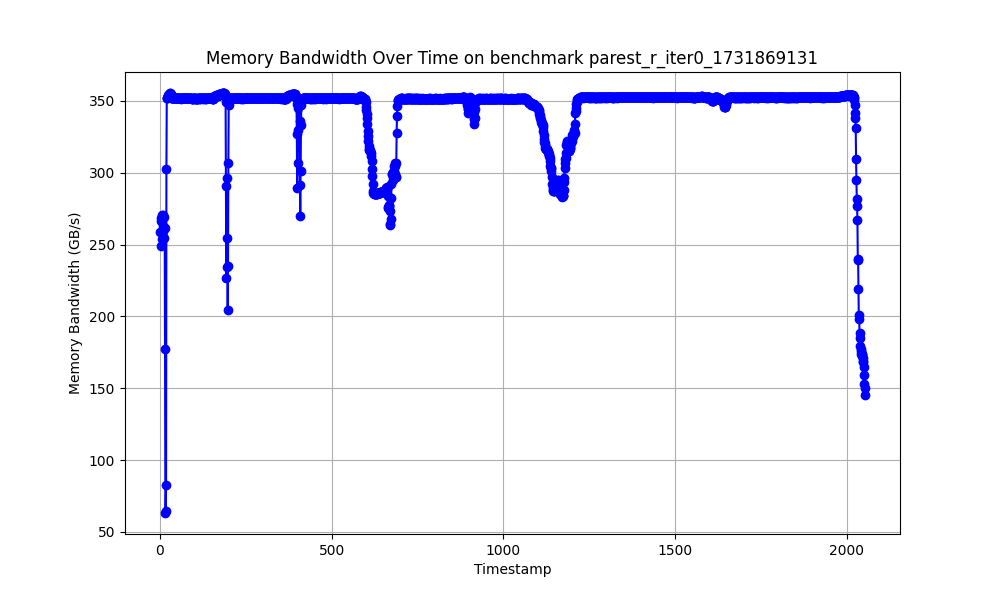 Memory Bandwidth Over Time on benchmark parest_r_iter0_1731869131
Memory Bandwidth (GB/s)
350
300
250
200
150
100
50
0 500 1000 1500 2000
Timestamp